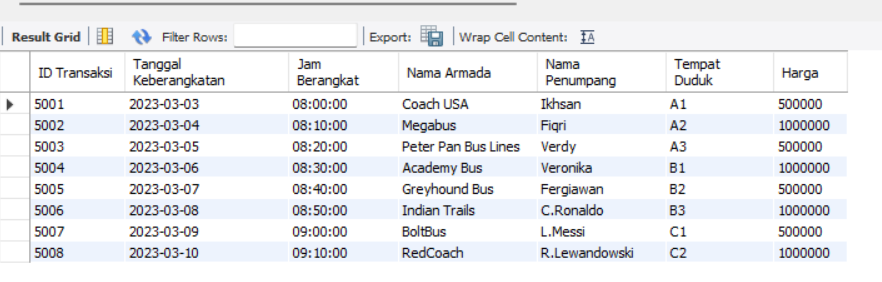 Result Grid Filter Rows: Export: Wrap Cell Content: IA
ID Transaksi Tanggal Keberangkatan Jam Berangkat Nama Armada Nama Penumpang Tempat Duduk Harga
5001 2023-03-03 08:00:00 Coach USA Ikhsan A1 500000
5002 2023-03-04 08:10:00 Megabus Fiqri A2 1000000
5003 2023-03-05 08:20:00 Peter Pan Bus Lines Verdy A3 500000
5004 2023-03-06 08:30:00 Academy Bus Veronika B1 1000000
5005 2023-03-07 08:40:00 Greyhound Bus Fergiawan B2 500000
5006 2023-03-08 08:50:00 Indian Trails C.Ronaldo B3 1000000
5007 2023-03-09 09:00:00 BoltBus L.Messi C1 500000
5008 2023-03-10 09:10:00 RedCoach R.Lewandowski C2 1000000